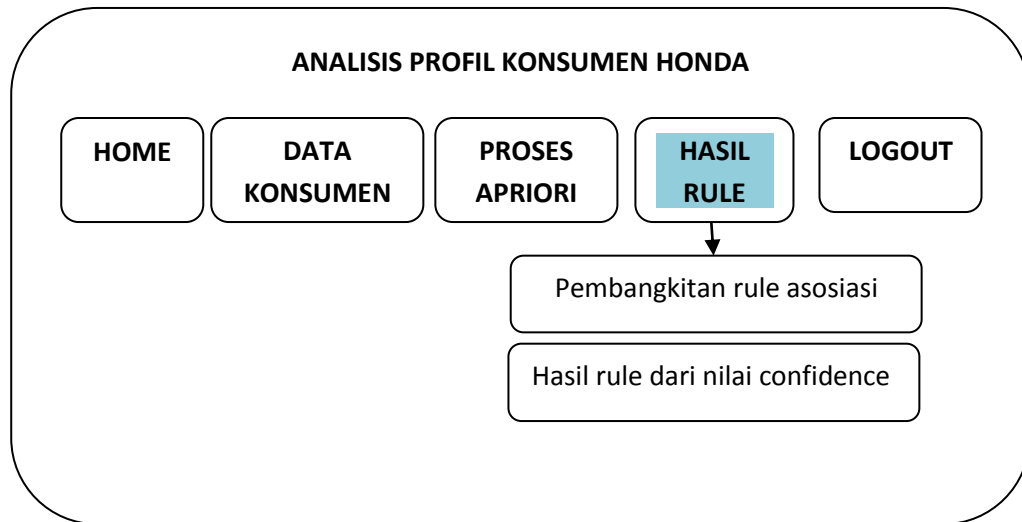 ANALISIS PROFIL KONSUMEN HONDA
HOME
DATA
KONSUMEN
PROSES
APRIORI
HASIL
RULE
LOGOUT
Pembangkitan rule asosiasi
Hasil rule dari nilai confidence